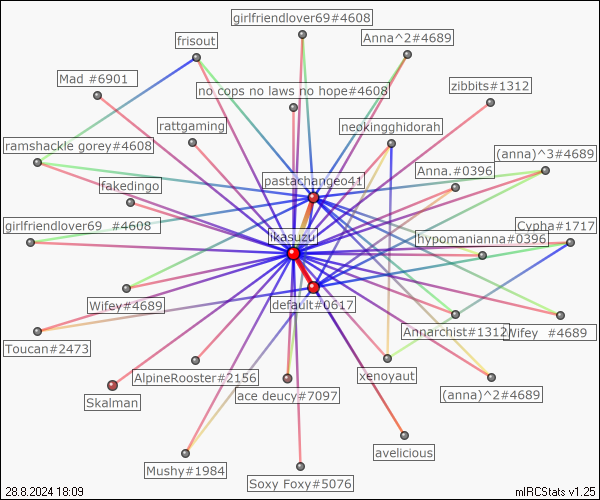 girlfriendlover69#4608
frisout
Anna^2#4689
Mad #6901
no cops no laws no hope#4608
zibbits#1312
rattgaming
neokingghidorah
ramshackle gorey#4608
(anna)^3#4689
pastachangeo41
Anna.#0396
fakedingo
girlfriendlover69 #4608
Cypha#1717
ikasuzu
hypomanianna#0396
Wifey#4689
default#0617
Annarchist#1312
Wifey #4689
Toucan#2473
AlpineRooster#2156
xenoyaut
Skalman
ace deucy#7097
(anna)^2#4689
avelicious
Mushy#1984
Soxy Foxy#5076
28.8.2024 18:09
mIRCStats v1.25